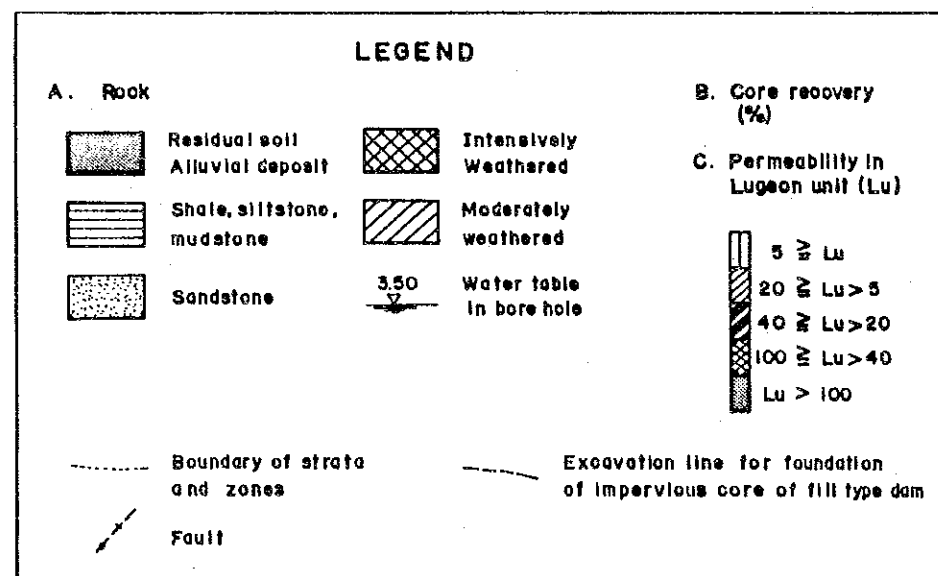 LEGEND
A. Rook
Residual soil
Alluvial deposit
Shale, siltstone,
mudstone
Sandstone
Intensively
Weathered
Moderately
weathered
3.50
Water table
in bore hole
B. Core recovery
(%)
C. Permeability in
Lugeon unit (Lu)
5 ≧ Lu
20 ≧ Lu > 5
40 ≧ Lu > 20
100 ≧ Lu > 40
Lu > 100
Boundary of strata
and zones
Fault
Excavation line for foundation
of impervious core of fill type dam